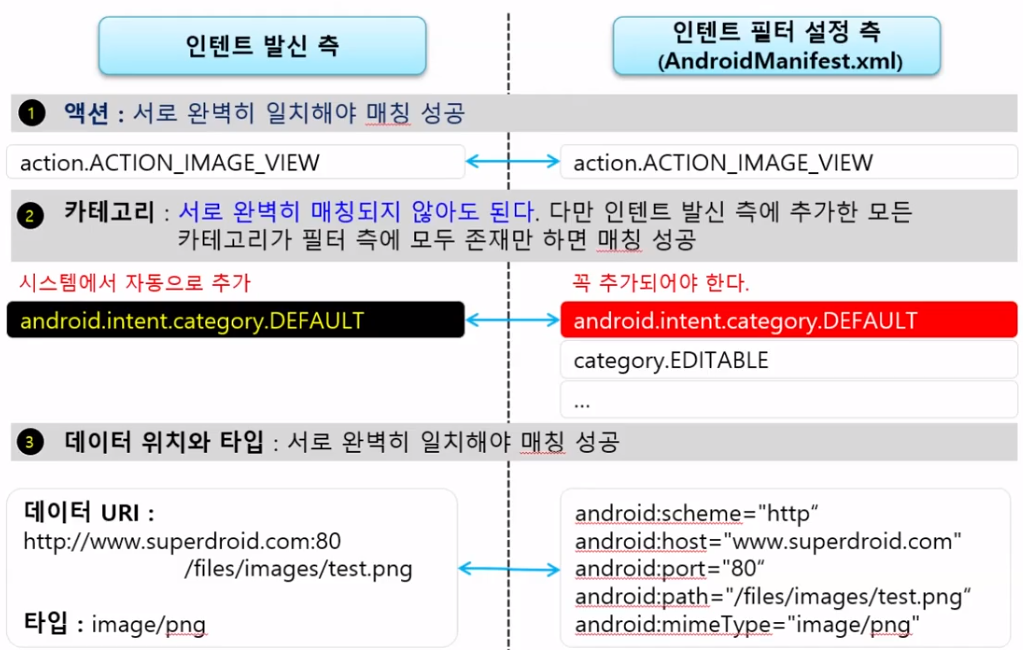 인텐트 발신 측
인텐트 필터 설정 측
(AndroidManifest.xml)
1 액션 : 서로 완벽히 일치해야 매칭 성공
action.ACTION_IMAGE_VIEW
action.ACTION_IMAGE_VIEW
2 카테고리 : 서로 완벽히 매칭되지 않아도 된다. 다만 인텐트 발신 측에 추가한 모든
카테고리가 필터 측에 모두 존재만 하면 매칭 성공
시스템에서 자동으로 추가
꼭 추가되어야 한다.
android.intent.category.DEFAULT
android.intent.category.DEFAULT
category.EDITABLE
...
3 데이터 위치와 타입 : 서로 완벽히 일치해야 매칭 성공
데이터 URI :
http://www.superdroid.com:80
/files/images/test.png
타입 : image/png
android:scheme="http“
android:host="www.superdroid.com"
android:port="80“
android:path="/files/images/test.png“
android:mimeType="image/png"